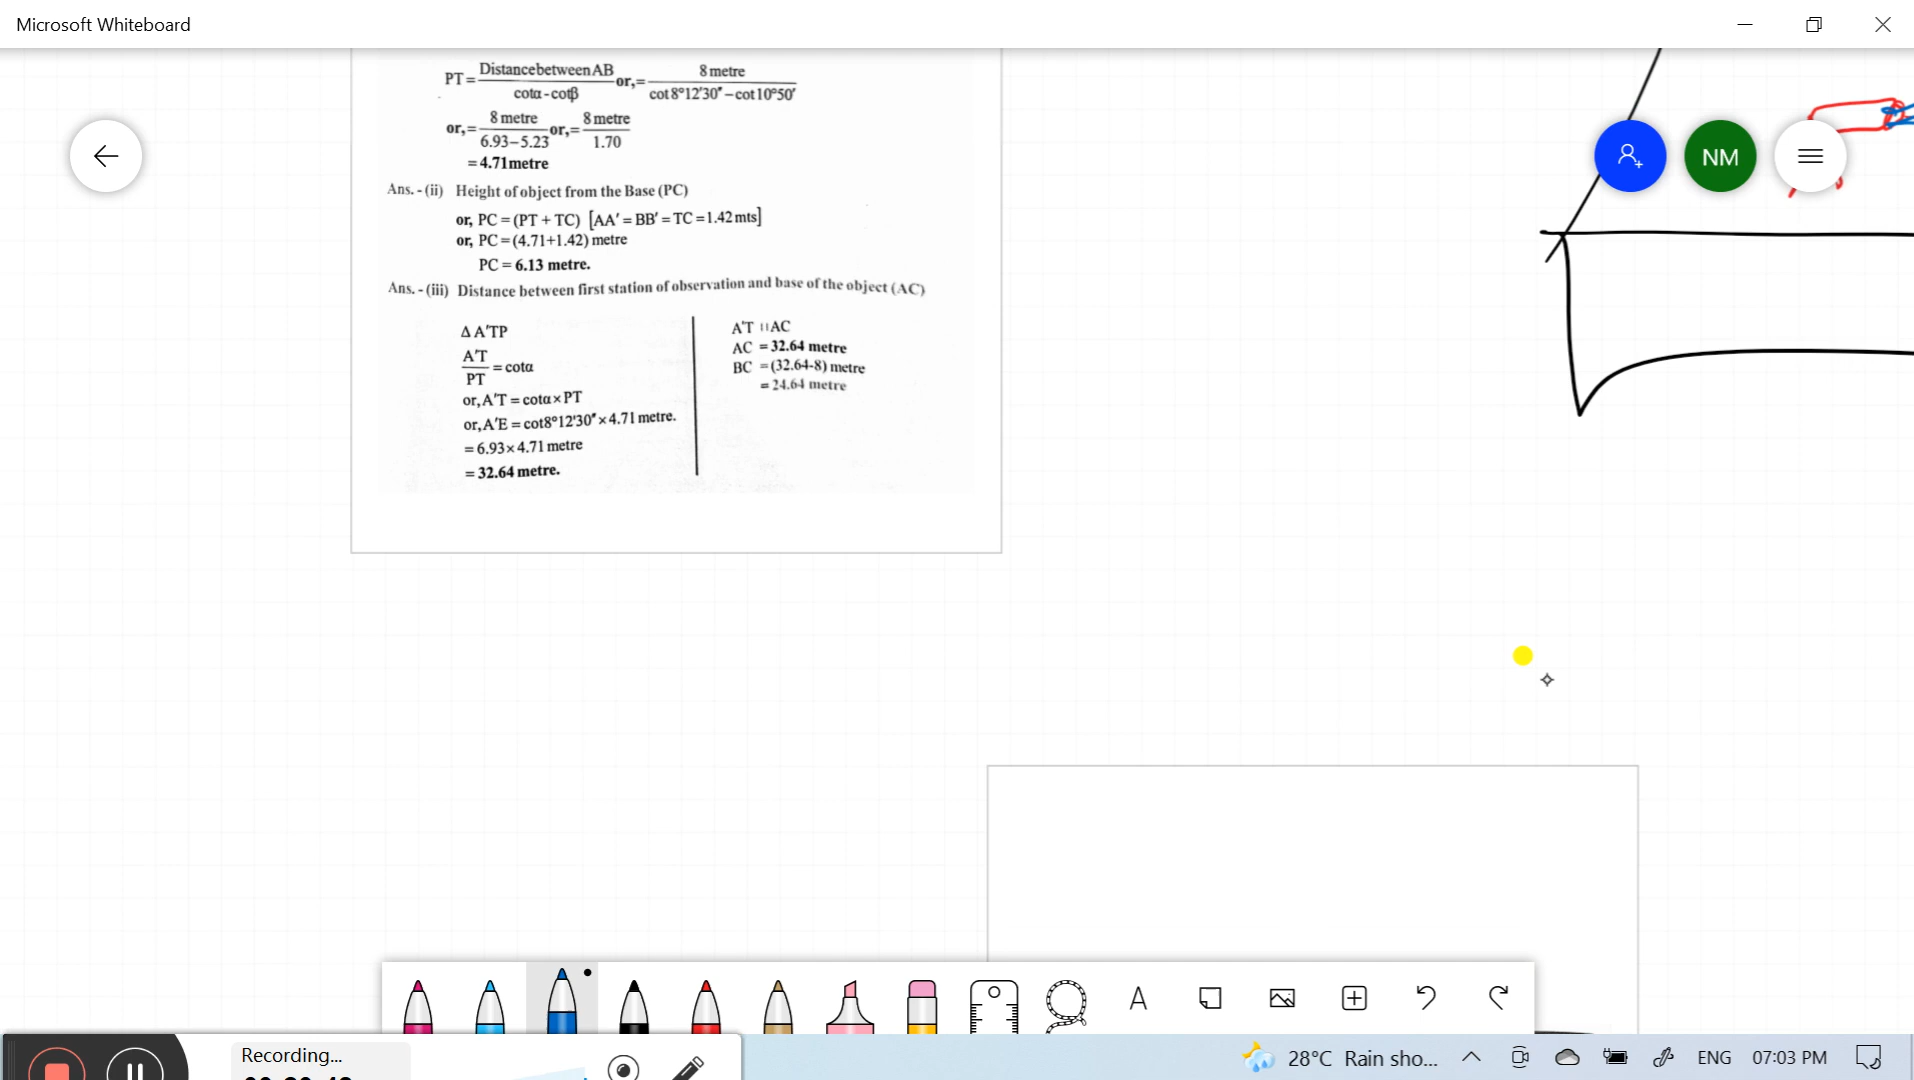 Microsoft Whiteboard
PT = Distance between AB / cotα - cotβ or, = 8 metre / cot 8°12'30" – cot 10°50'
or, = 8 metre / 6.93 – 5.23 or, = 8 metre / 1.70
= 4.71 metre
Ans. - (ii) Height of object from the Base (PC)
or, PC = (PT + TC) [AA' = BB' = TC = 1.42 mts]
or, PC = (4.71+1.42) metre
PC = 6.13 metre.
Ans. - (iii) Distance between first station of observation and base of the object (AC)
Δ A'TP
A'T / PT = cotα
or, A'T = cotα × PT
or, A'E = cot 8°12'30" × 4.71 metre.
= 6.93 × 4.71 metre
= 32.64 metre.
A'T II AC
AC = 32.64 metre
BC = (32.64-8) metre
= 24.64 metre
NM
A
Recording...
28°C Rain sho...
ENG
07:03 PM